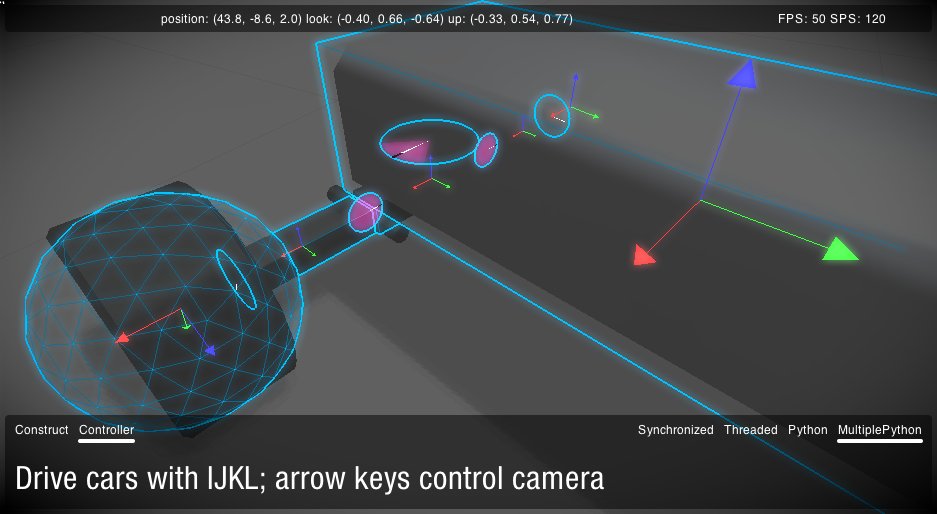 position: (43.8, -8.6, 2.0) look: (-0.40, 0.66, -0.64) up: (-0.33, 0.54, 0.77) FPS: 50 SPS: 120
Construct Controller Synchronized Threaded Python MultiplePython
Drive cars with IJKL; arrow keys control camera